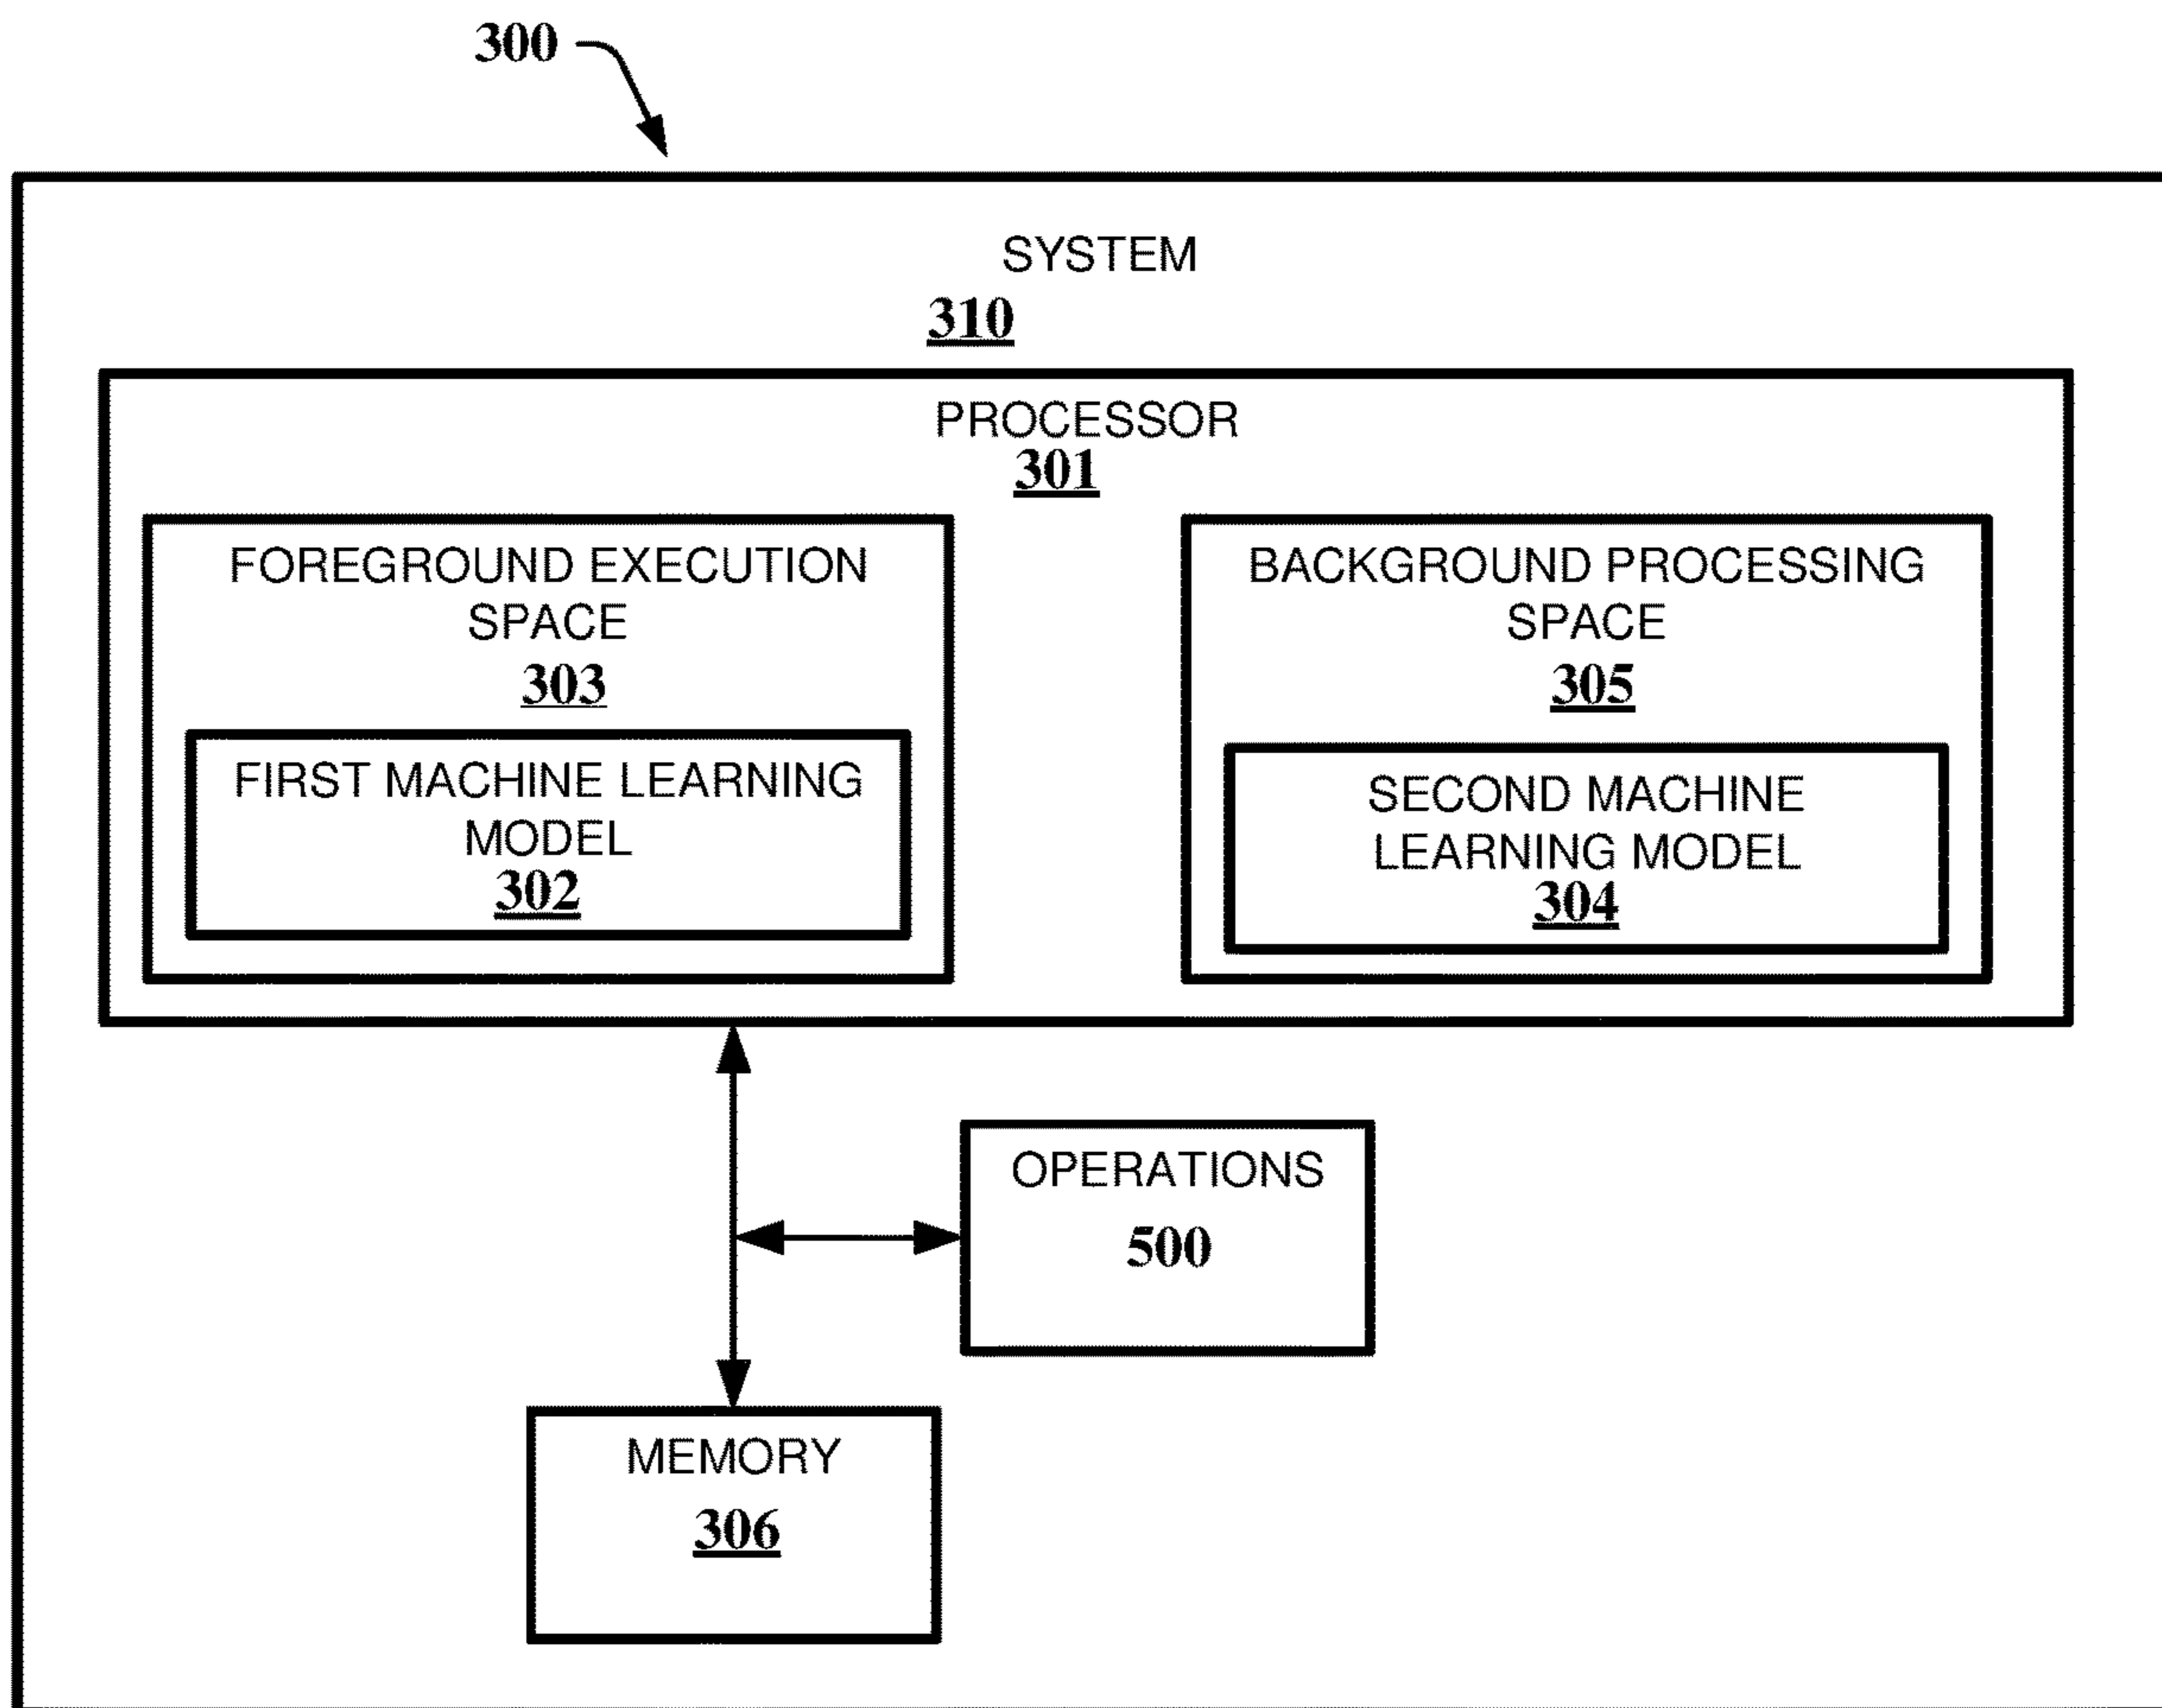 300
SYSTEM
310
PROCESSOR
301
FOREGROUND EXECUTION
SPACE
303
FIRST MACHINE LEARNING
MODEL
302
BACKGROUND PROCESSING
SPACE
305
SECOND MACHINE
LEARNING MODEL
304
OPERATIONS
500
MEMORY
306